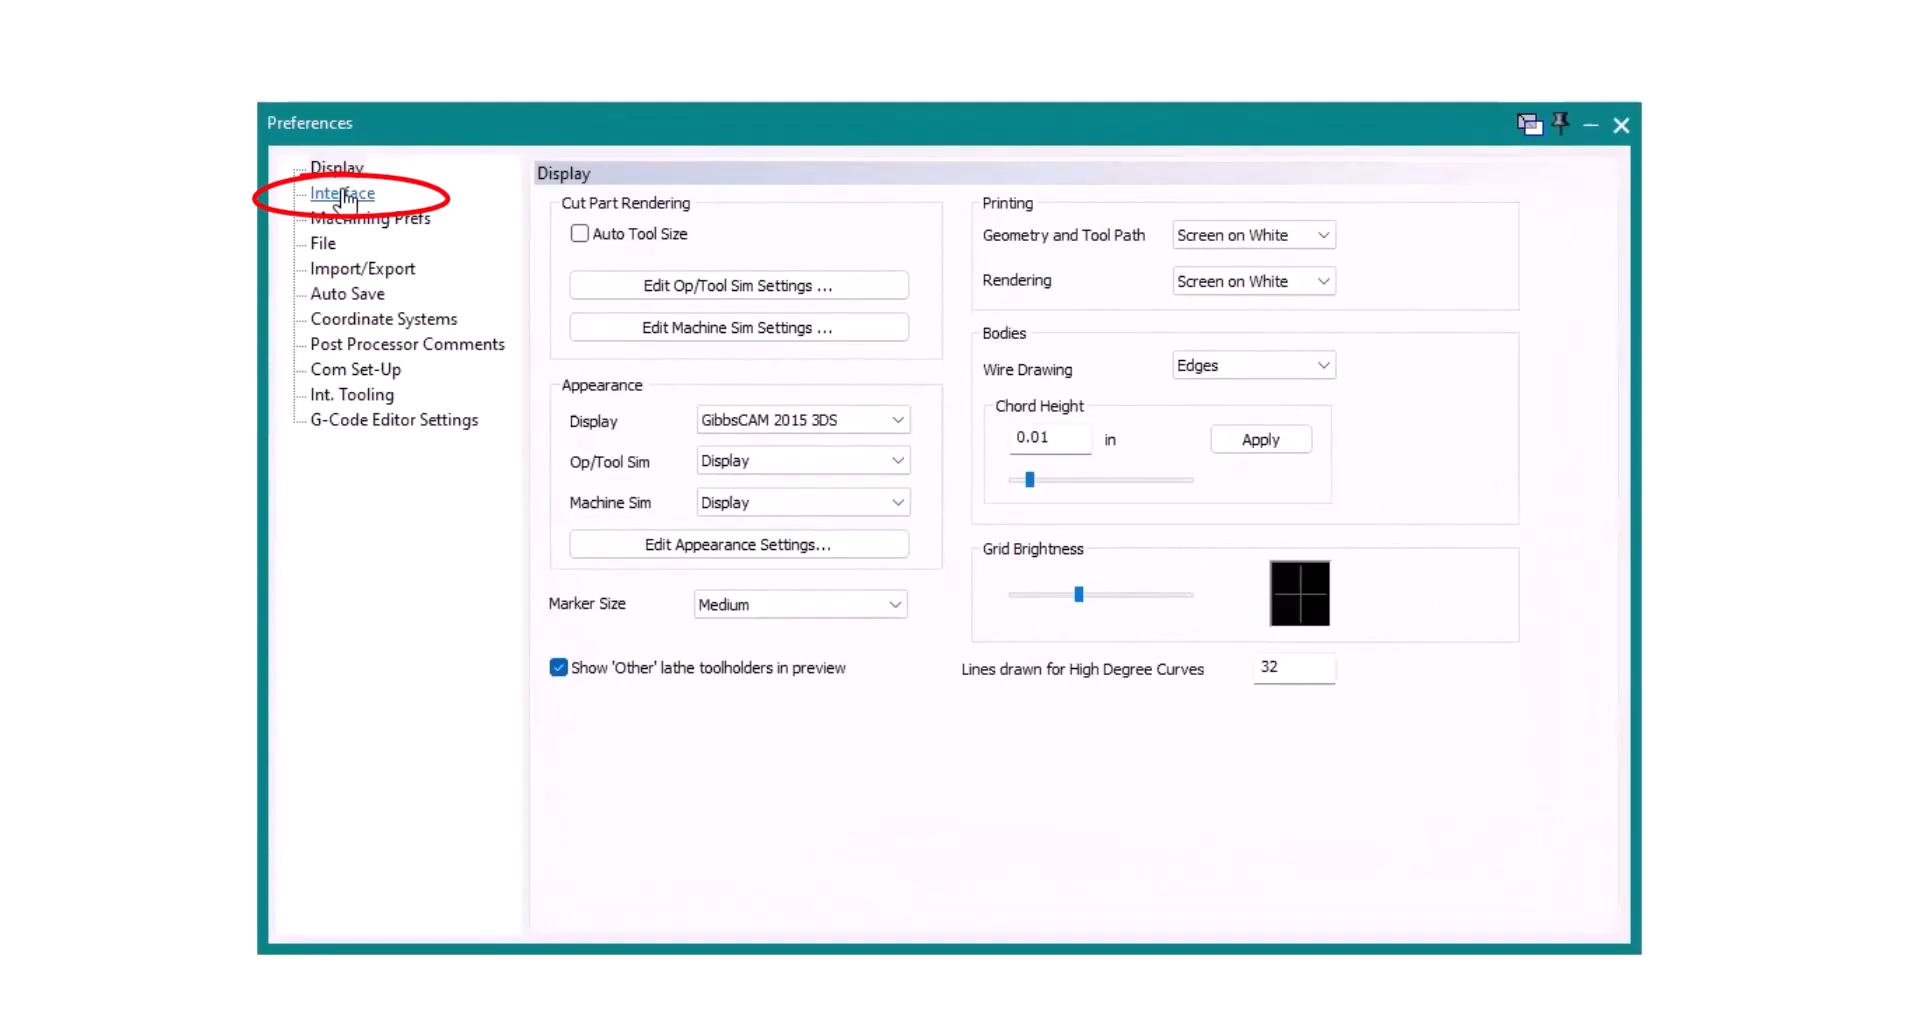 Preferences
Display
Interface
Machining Prefs
File
Import/Export
Auto Save
Coordinate Systems
Post Processor Comments
Com Set-Up
Int. Tooling
G-Code Editor Settings
Display
Cut Part Rendering
Auto Tool Size
Edit Op/Tool Sim Settings ...
Edit Machine Sim Settings ...
Appearance
Display GibbsCAM 2015 3DS
Op/Tool Sim Display
Machine Sim Display
Edit Appearance Settings...
Marker Size Medium
Show 'Other' lathe toolholders in preview
Printing
Geometry and Tool Path Screen on White
Rendering Screen on White
Bodies
Wire Drawing Edges
Chord Height
0.01 in Apply
Grid Brightness
Lines drawn for High Degree Curves 32